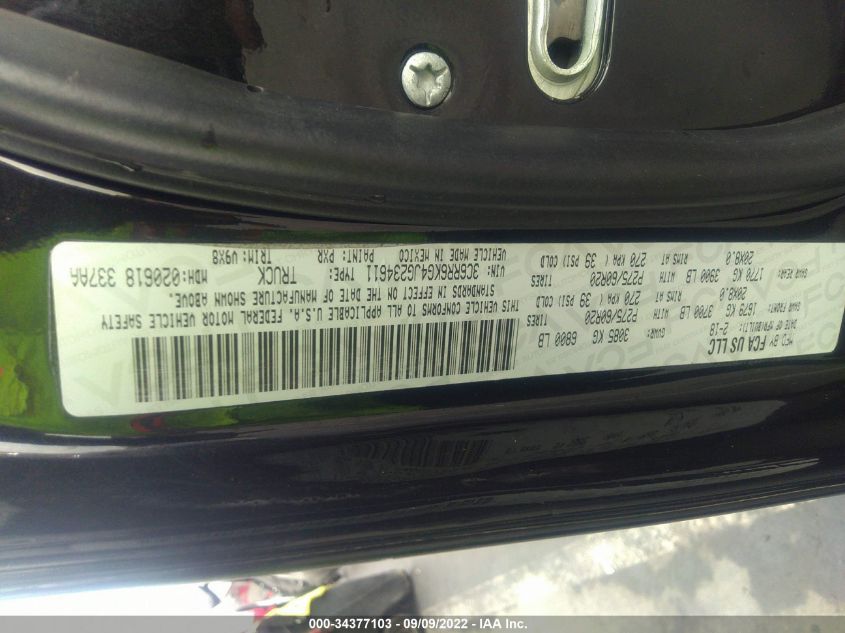 MFD BY FCA US LLC
DATE OF MFR(BUILT): 2-18
GVWR: 3085 KG 6800 LB
GAWR FRONT: 1679 KG 3700 LB WITH P275/60R20 TIRES
20X8.0 RIMS AT 270 KPA ( 39 PSI) COLD
GAWR REAR: 1770 KG 3900 LB WITH P275/60R20 TIRES
20X8.0 RIMS AT 270 KPA ( 39 PSI) COLD
THIS VEHICLE CONFORMS TO ALL APPLICABLE U.S.A. FEDERAL MOTOR VEHICLE SAFETY
STANDARDS IN EFFECT ON THE DATE OF MANUFACTURE SHOWN ABOVE.
VIN: 3C6RR6KG4JG234611 TYPE: TRUCK MDH:020618 337AA
VEHICLE MADE IN MEXICO PAINT: PXR TRIM: V9X8
000-34377103 - 09/09/2022 - IAA Inc.